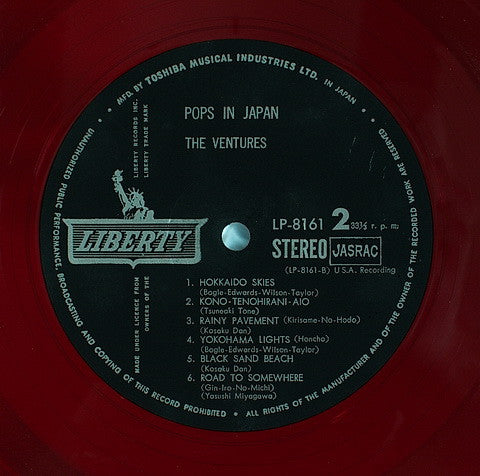 MFD. BY TOSHIBA MUSICAL INDUSTRIES LTD. IN JAPAN.
ALL RIGHTS OF THE MANUFACTURER AND OF THE OWNER OF THE RECORDED WORK ARE RESERVED
UNAUTHORIZED PUBLIC PERFORMANCE, BROADCASTING AND COPYING OF THIS RECORD PROHIBITED •
POPS IN JAPAN
THE VENTURES
LIBERTY RECORDS INC.
LIBERTY TRADE MARK
MADE UNDER LICENCE FROM
OWNERS OF THE
LIBERTY
LP-8161 2 33⅓ r. p. m.
STEREO JASRAC
(LP-8161-B) U.S.A. Recording
1. HOKKAIDO SKIES
(Bogle-Edwards-Wilson-Taylor)
2. KONO-TENOHIRANI-AIO
(Tsuneaki Tone)
3. RAINY PAVEMENT (Kirisame-No-Hodo)
(Kosaku Dan)
4. YOKOHAMA LIGHTS (Honcho)
(Bogle-Edwards-Wilson-Taylor)
5. BLACK SAND BEACH
(Kosaku Dan)
6. ROAD TO SOMEWHERE
(Gin-Iro-No-Michi)
(Yasushi Miyagawa)